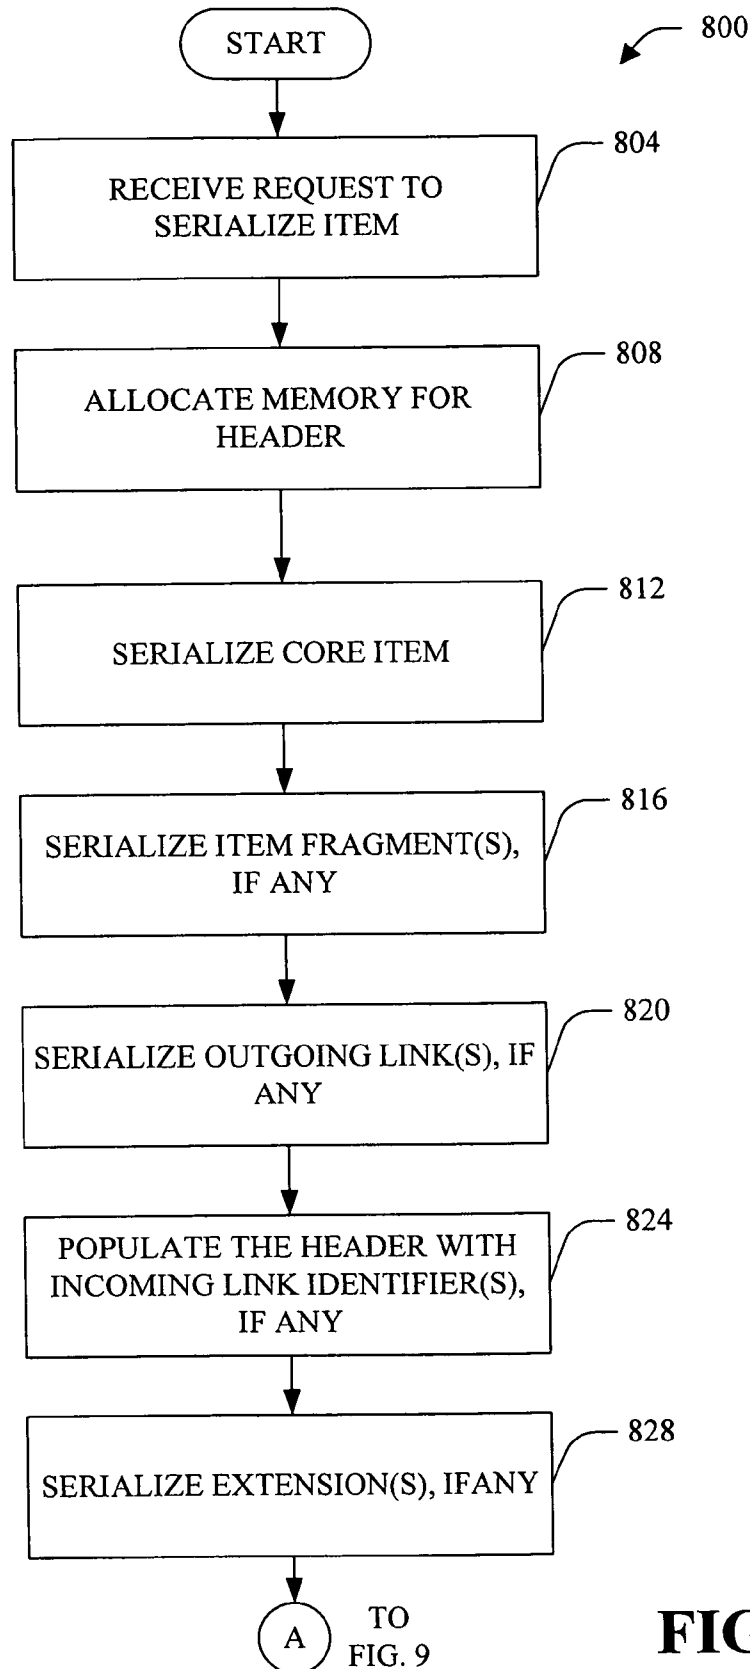 START
800
804
RECEIVE REQUEST TO
SERIALIZE ITEM
808
ALLOCATE MEMORY FOR
HEADER
812
SERIALIZE CORE ITEM
816
SERIALIZE ITEM FRAGMENT(S),
IF ANY
820
SERIALIZE OUTGOING LINK(S), IF
ANY
824
POPULATE THE HEADER WITH
INCOMING LINK IDENTIFIER(S),
IF ANY
828
SERIALIZE EXTENSION(S), IFANY
A
TO
FIG. 9